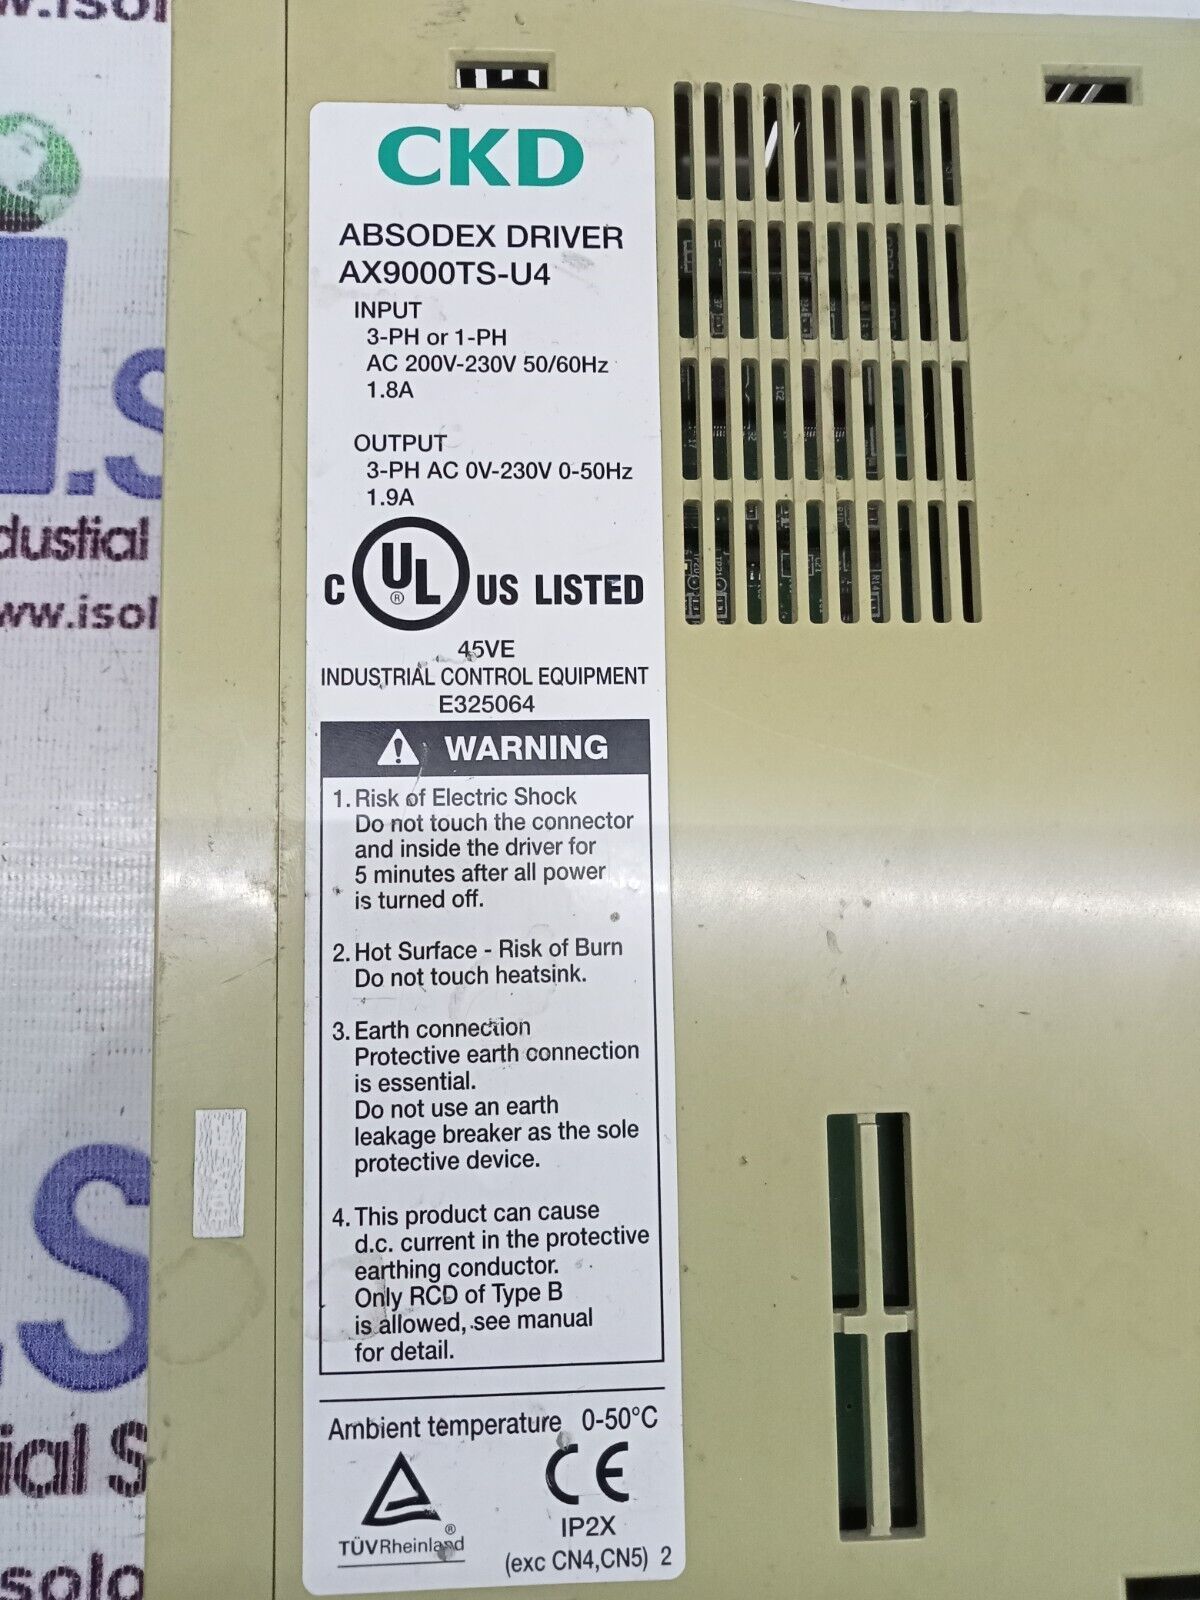 w.isol
i.s
dustial
ww.isol
.S
ial S
solo
CKD
ABSODEX DRIVER
AX9000TS-U4
INPUT
3-PH or 1-PH
AC 200V-230V 50/60Hz
1.8A
OUTPUT
3-PH AC 0V-230V 0-50Hz
1.9A
C UL ® US LISTED
45VE
INDUSTRIAL CONTROL EQUIPMENT
E325064
WARNING
1. Risk of Electric Shock
Do not touch the connector
and inside the driver for
5 minutes after all power
is turned off.
2. Hot Surface - Risk of Burn
Do not touch heatsink.
3. Earth connection
Protective earth connection
is essential.
Do not use an earth
leakage breaker as the sole
protective device.
4. This product can cause
d.c. current in the protective
earthing conductor.
Only RCD of Type B
is allowed, see manual
for detail.
Ambient temperature 0-50°C
TÜVRheinland ®
CE
IP2X
(exc CN4,CN5) 2